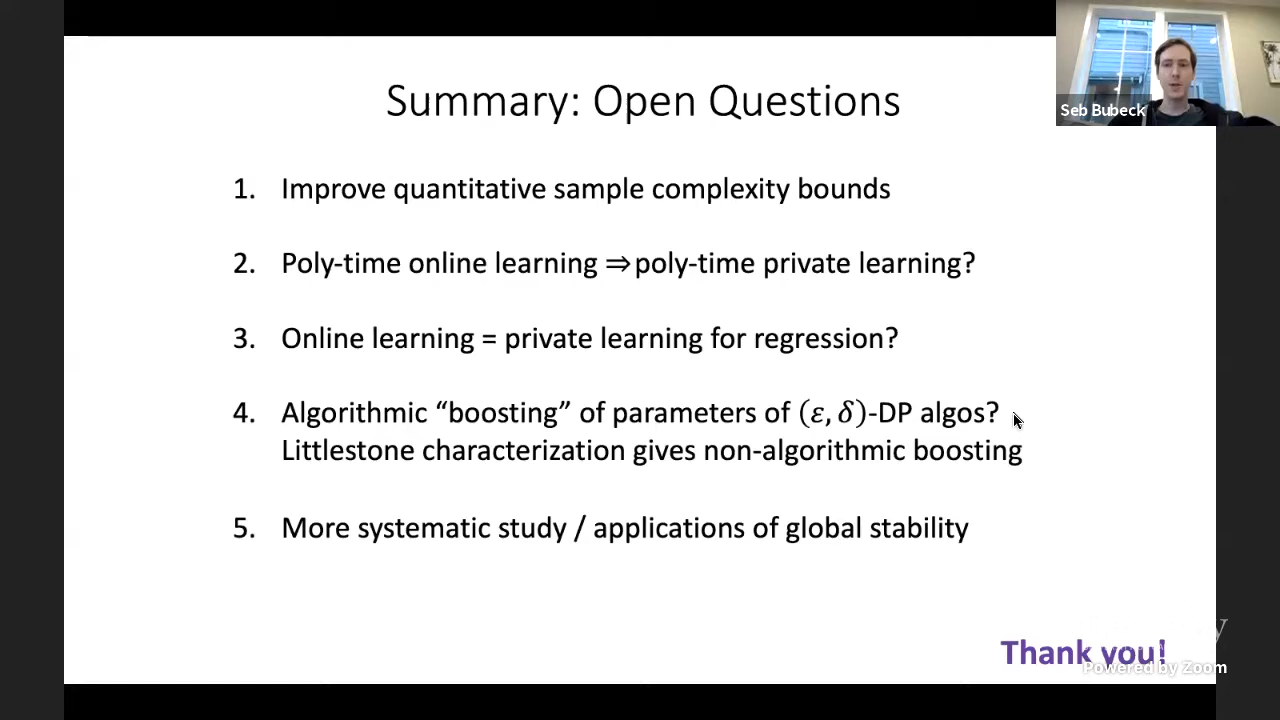 Summary: Open Questions
Seb Bubeck
1. Improve quantitative sample complexity bounds
2. Poly-time online learning ⇒ poly-time private learning?
3. Online learning = private learning for regression?
4. Algorithmic “boosting” of parameters of (ε, δ)-DP algos?
Littlestone characterization gives non-algorithmic boosting
5. More systematic study / applications of global stability
Thank you!
Powered by Zoom